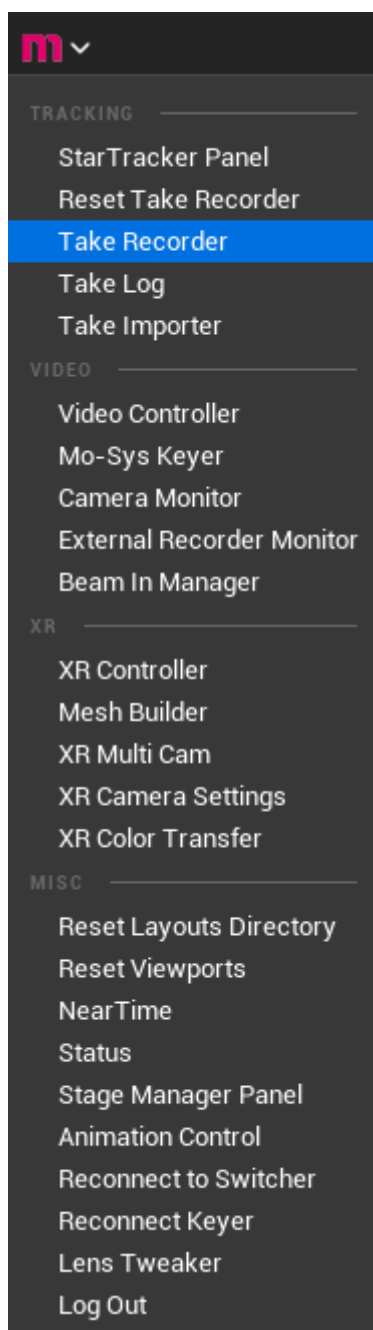 m
TRACKING
StarTracker Panel
Reset Take Recorder
Take Recorder
Take Log
Take Importer
VIDEO
Video Controller
Mo-Sys Keyer
Camera Monitor
External Recorder Monitor
Beam In Manager
XR
XR Controller
Mesh Builder
XR Multi Cam
XR Camera Settings
XR Color Transfer
MISC
Reset Layouts Directory
Reset Viewports
NearTime
Status
Stage Manager Panel
Animation Control
Reconnect to Switcher
Reconnect Keyer
Lens Tweaker
Log Out